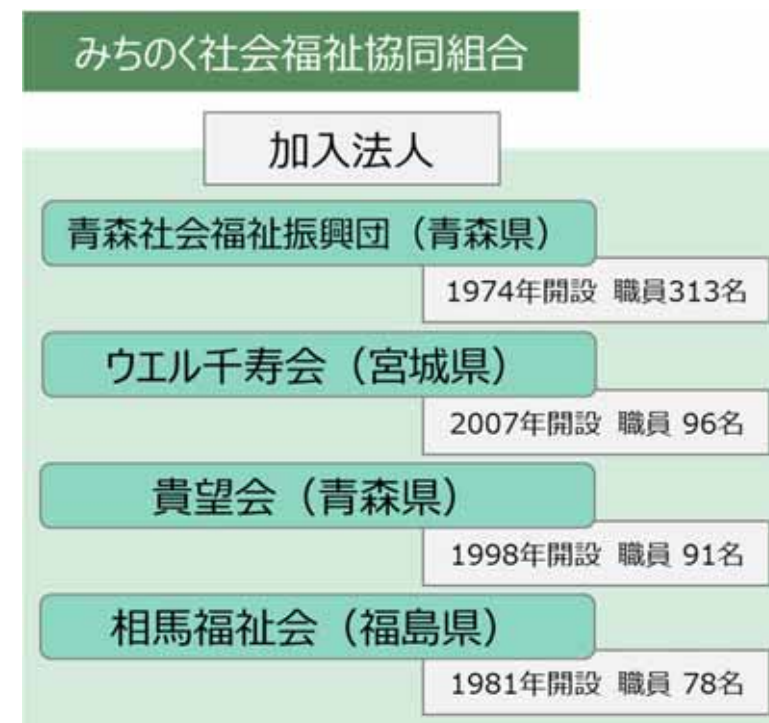 みちのく社会福祉協同組合
加入法人
青森社会福祉振興団（青森県）
1974年開設 職員313名
ウエル千寿会（宮城県）
2007年開設 職員 96名
貴望会（青森県）
1998年開設 職員 91名
相馬福祉会（福島県）
1981年開設 職員 78名